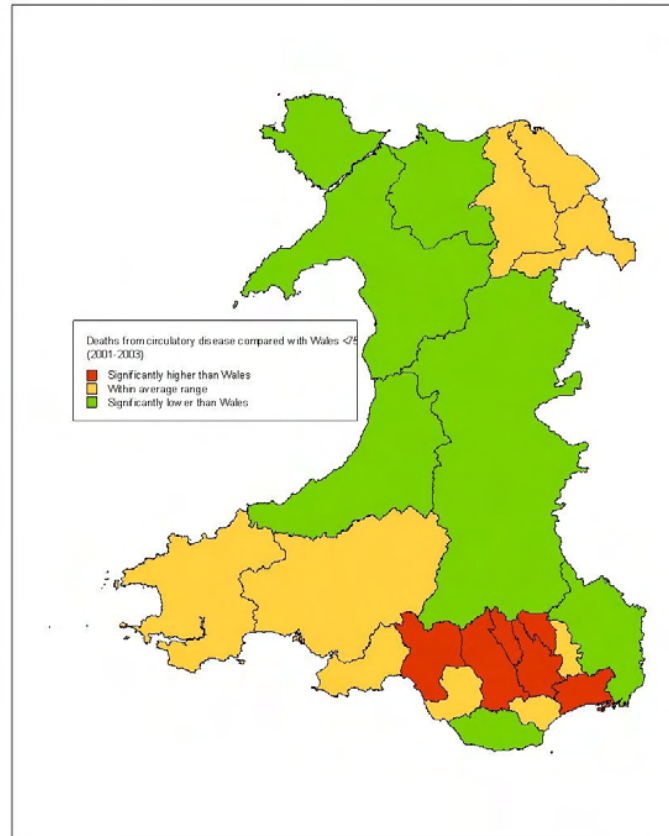 Deaths from circulatory disease compared with Wales <75
(2001-2003)
Significantly higher than Wales
Within average range
Significantly lower than Wales